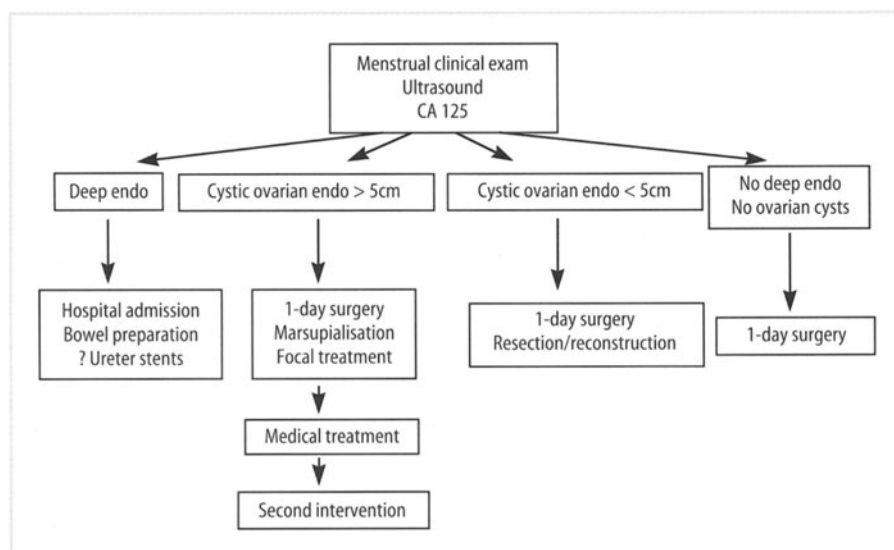 Menstrual clinical exam
Ultrasound
CA 125
Deep endo
Cystic ovarian endo > 5cm
Cystic ovarian endo < 5cm
No deep endo
No ovarian cysts
Hospital admission
Bowel preparation
? Ureter stents
1-day surgery
Marsupialisation
Focal treatment
1-day surgery
Resection/reconstruction
1-day surgery
Medical treatment
Second intervention